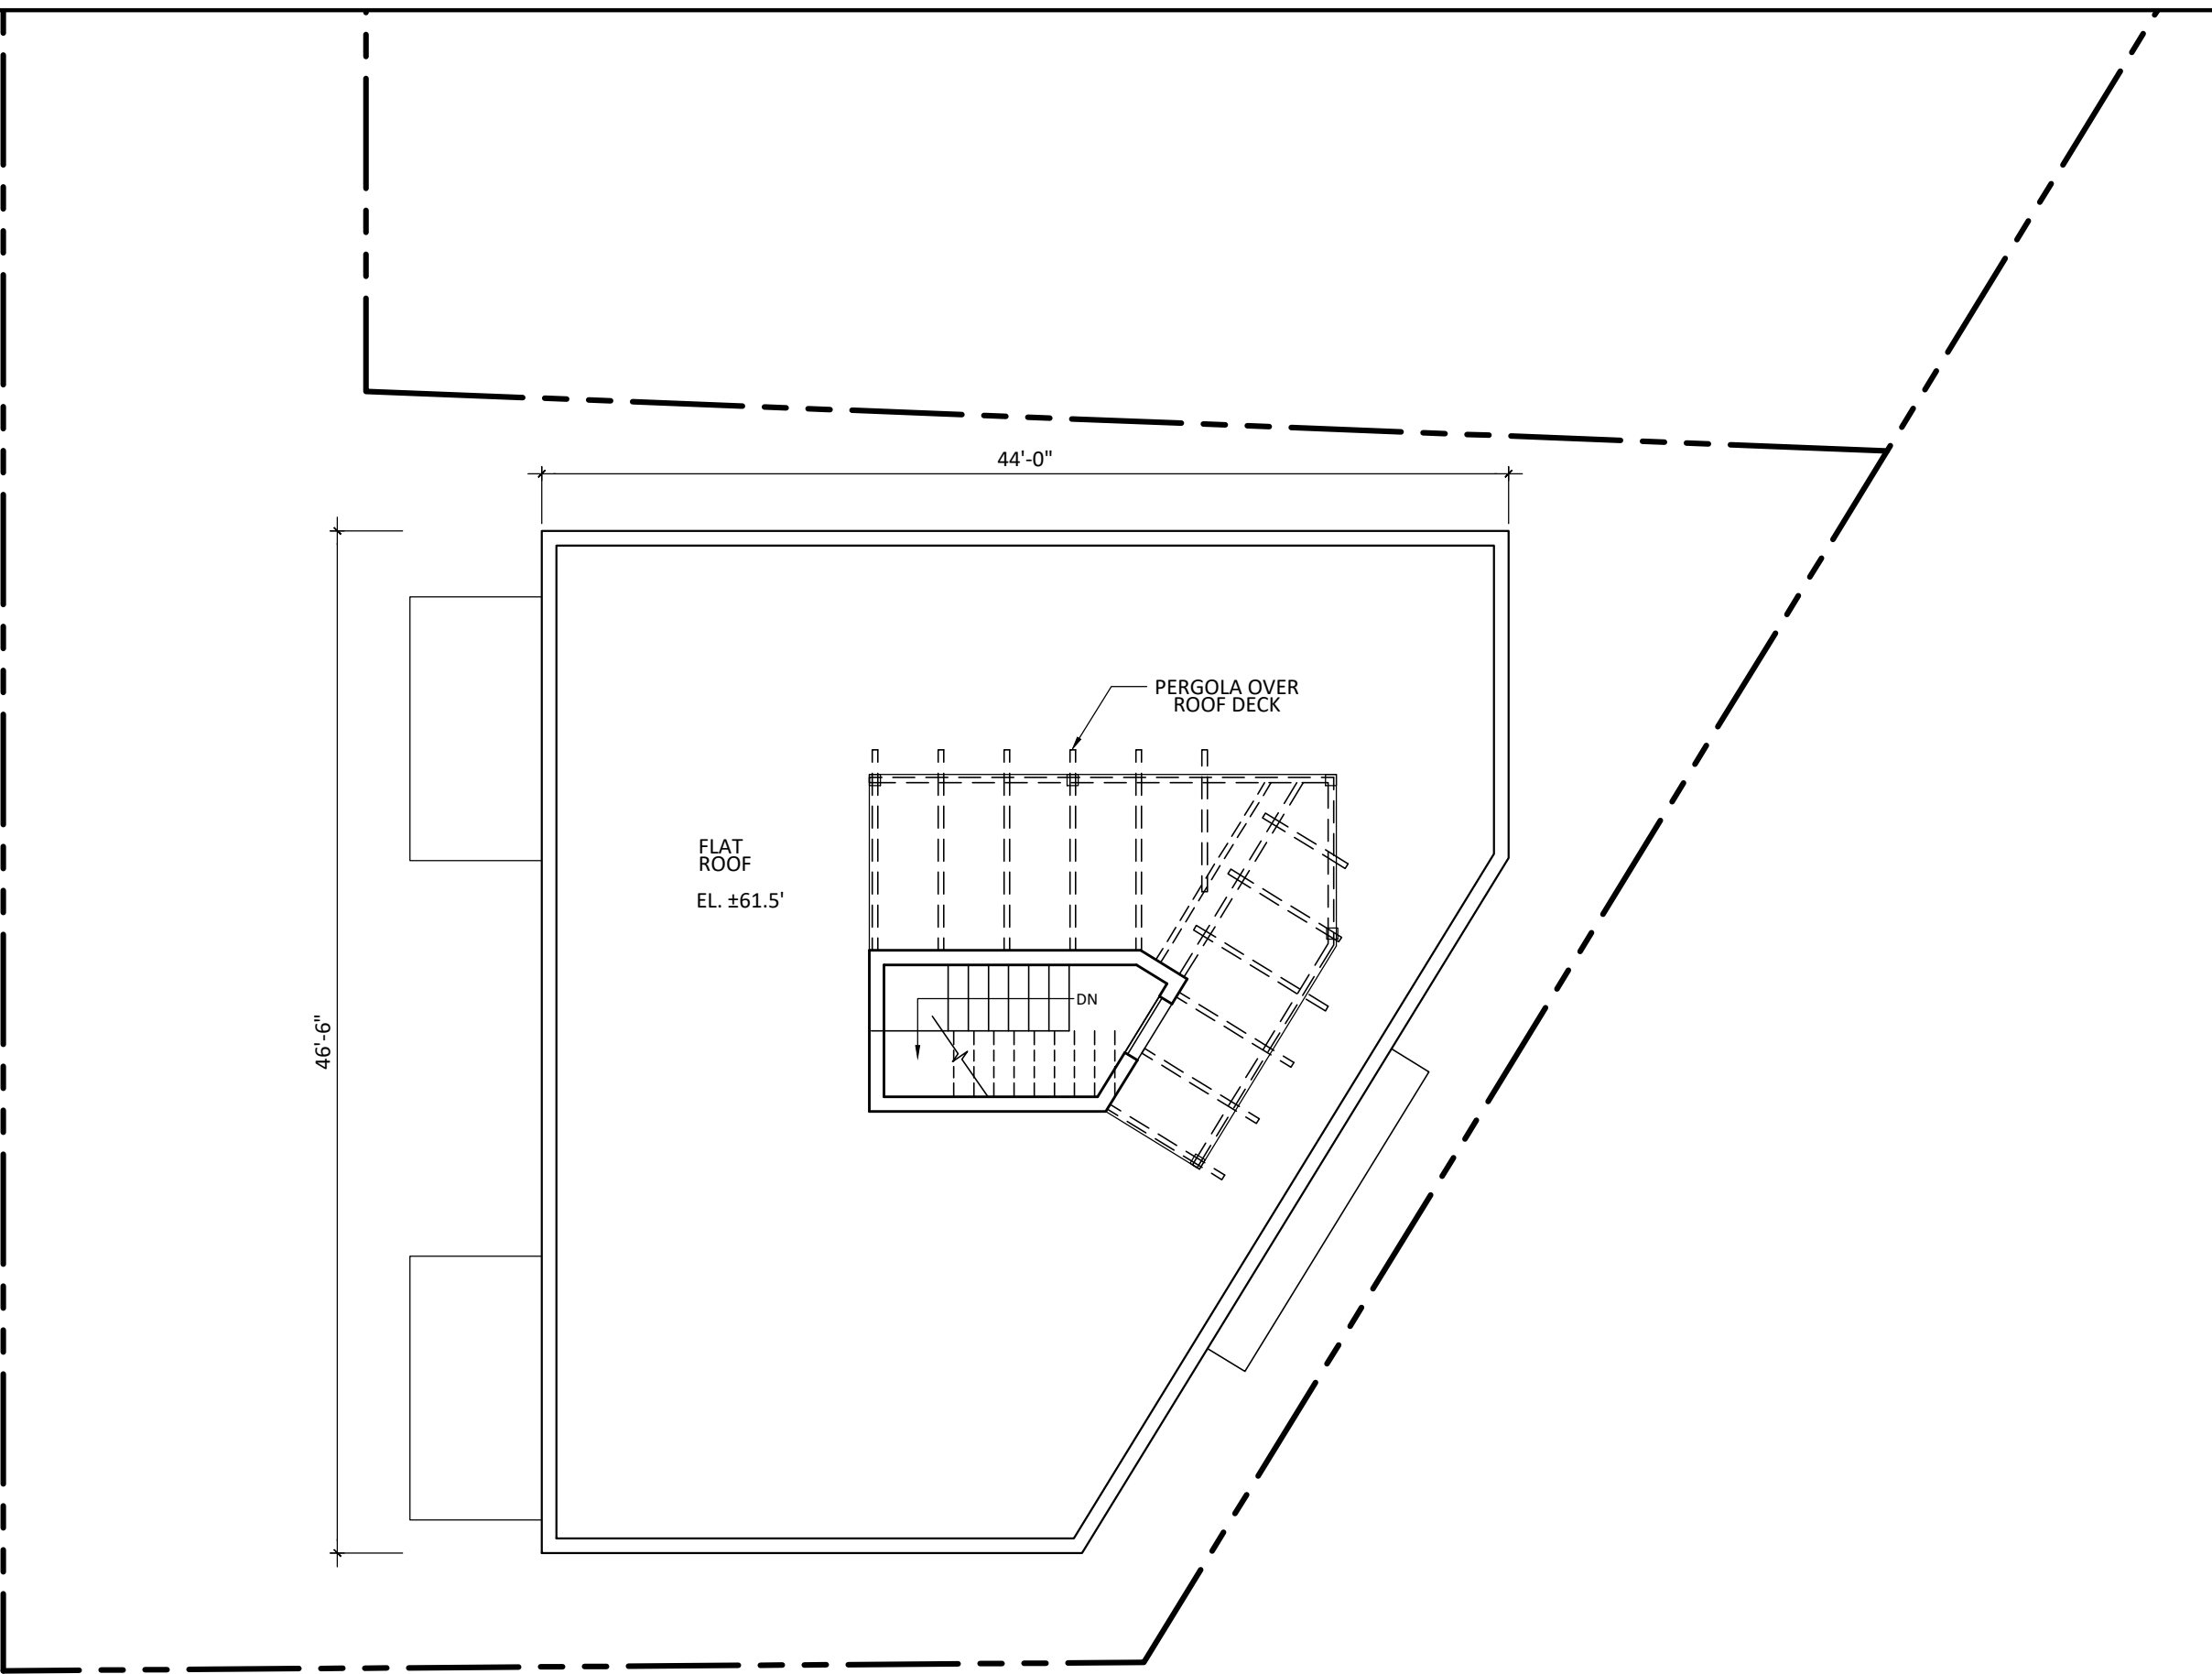 44'-0"
PERGOLA OVER
ROOF DECK
FLAT
ROOF
EL. ±61.5'
DN
46'-6"